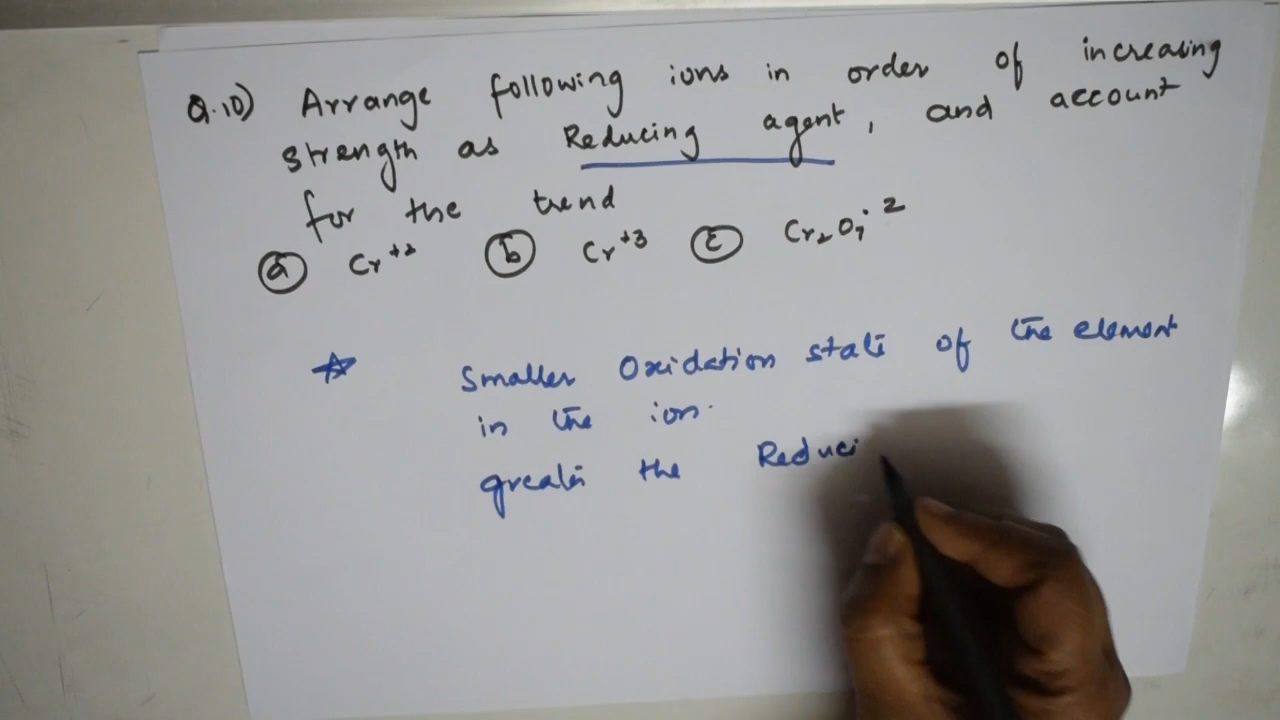 Q.10) Arrange following ions in order of increasing
strength as Reducing agent, and account
for the trend
a Cr+2 b Cr+3 c Cr2O7-2
Smaller Oxidation state of the element
in the ion.
greater the Reduci